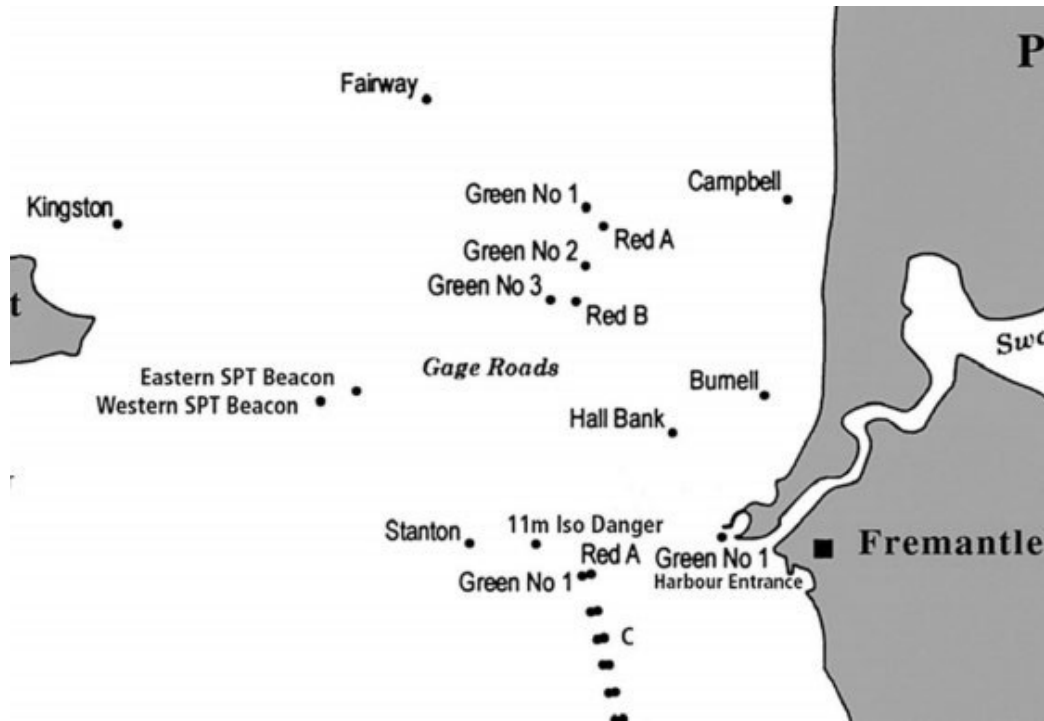 P
Fairway
Campbell
Green No 1
Kingston
Red A
Green No 2
Green No 3
Red B
t
Swa
Gage Roads
Eastern SPT Beacon
Burnell
Western SPT Beacon
Hall Bank
11m Iso Danger
Stanton
Fremantle
Red A
Green No 1
Green No 1
Harbour Entrance
C